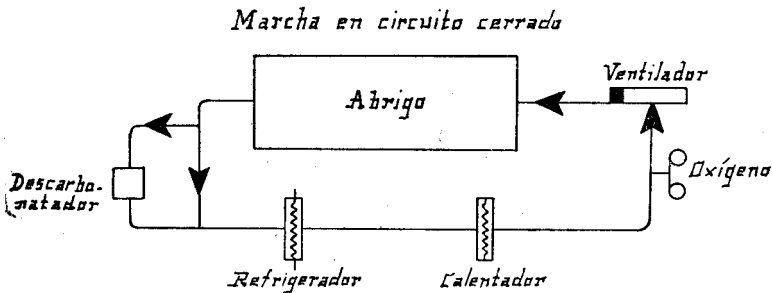 Marcha en circuito cerrado
Ventilador
Abrigo
Oxígeno
Descarbo-
natador
Refrigerador
Calentador